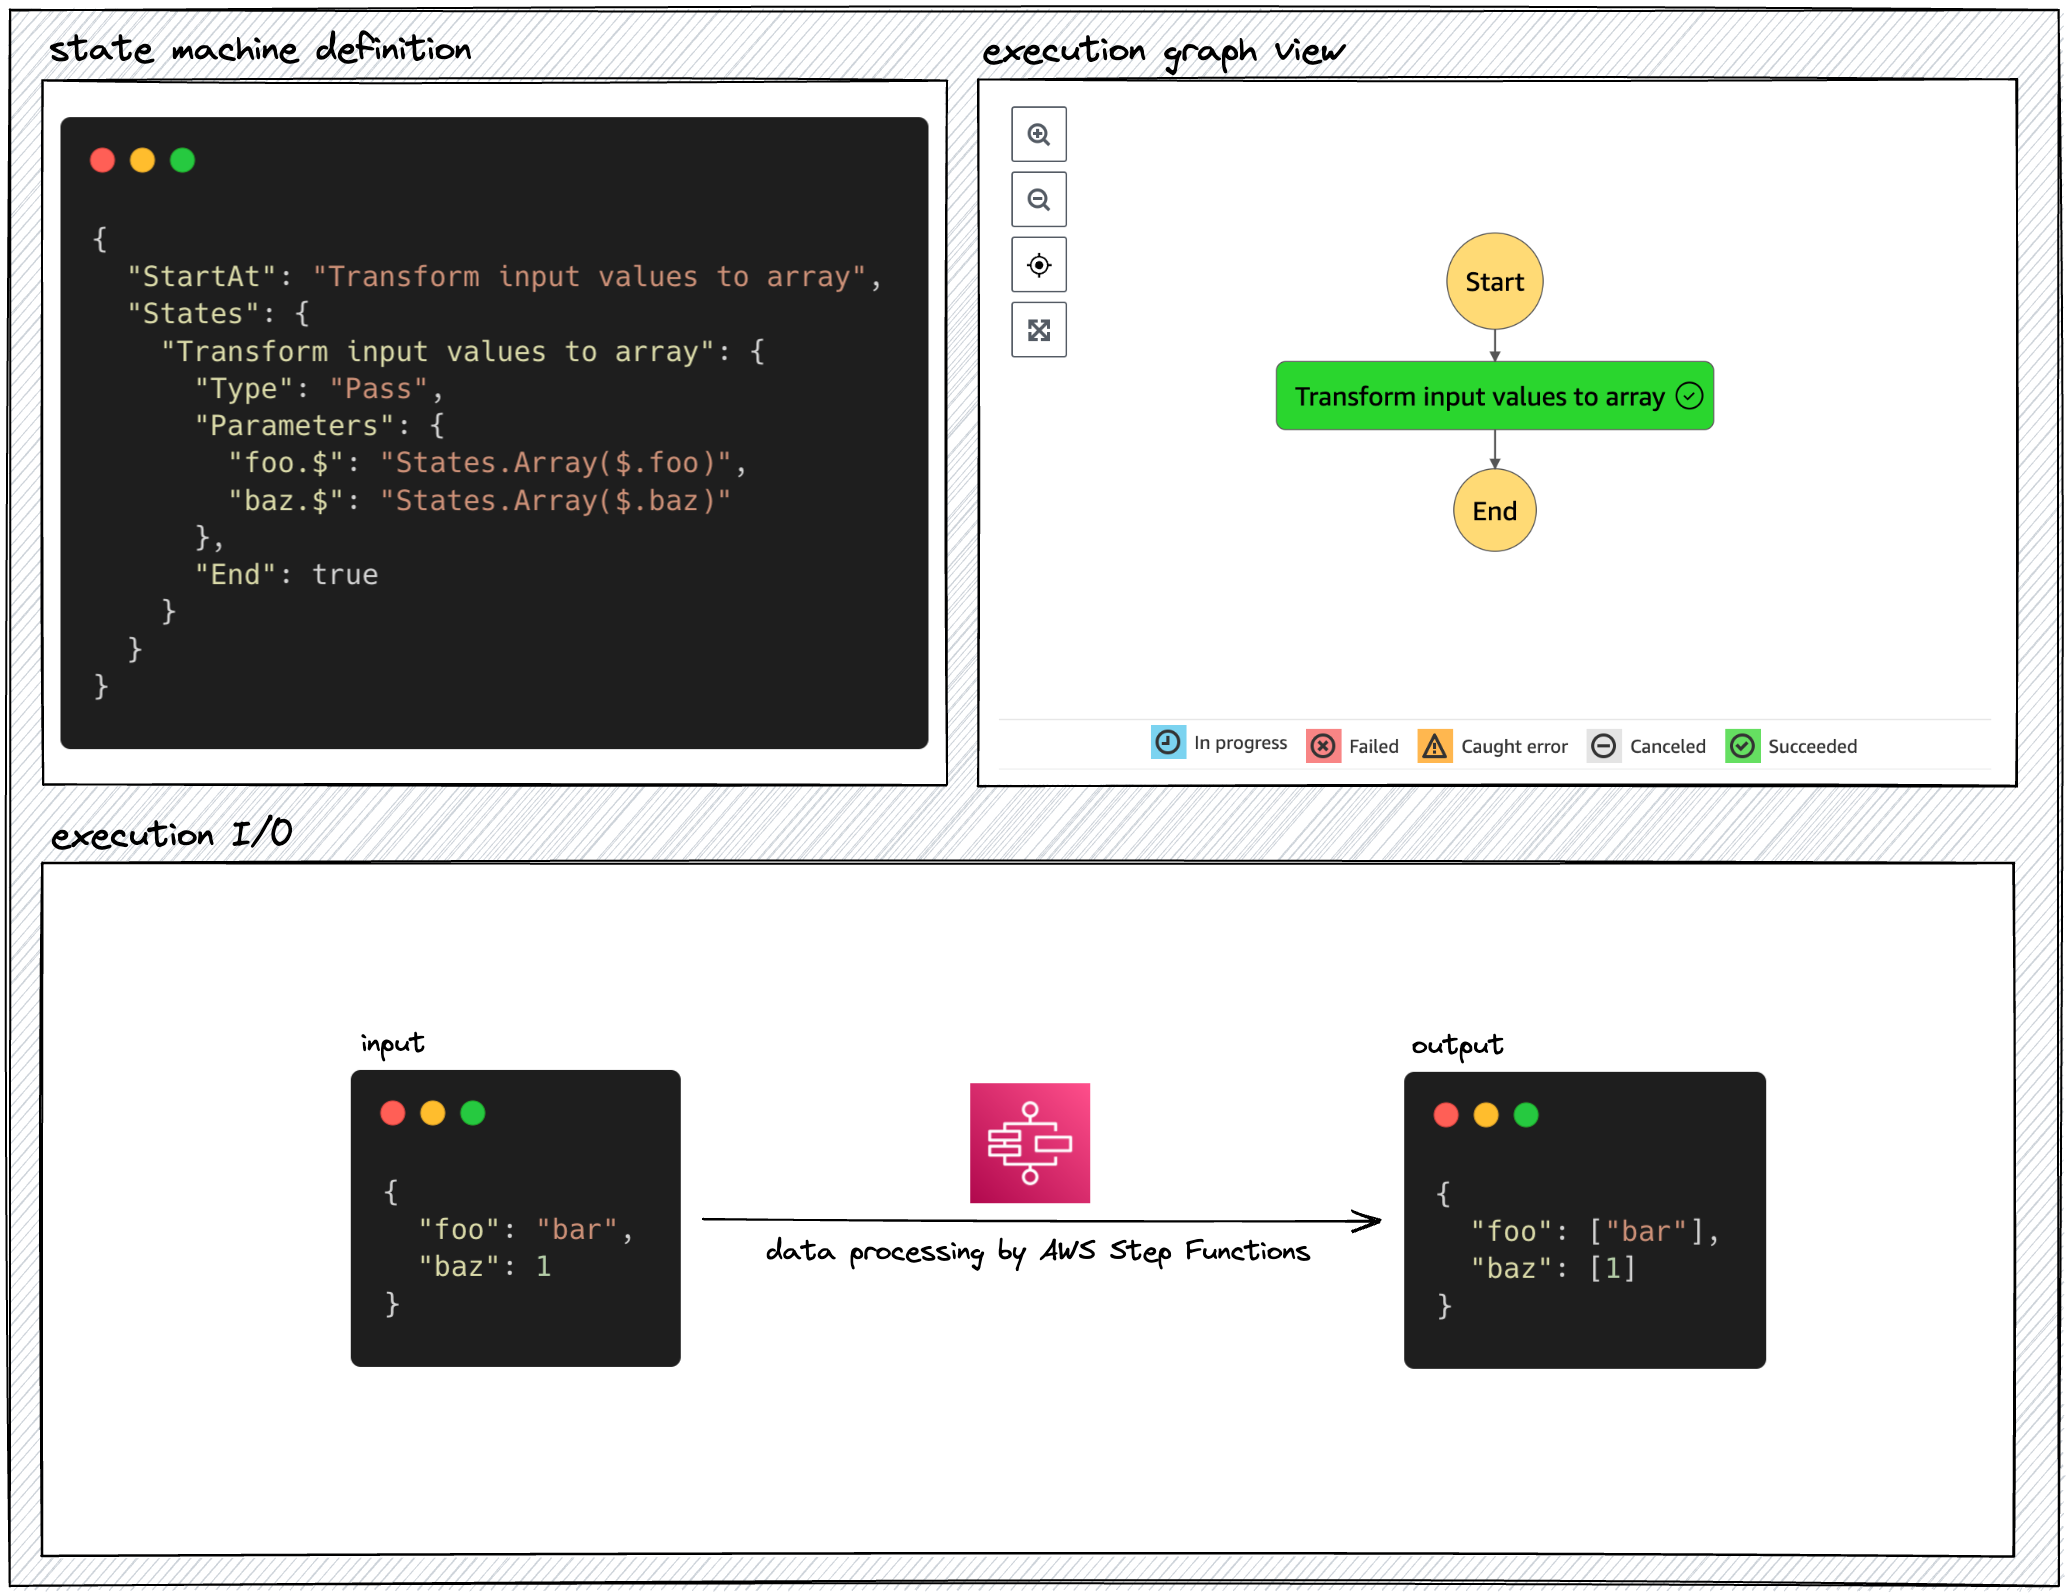 state machine definition
{
  "StartAt": "Transform input values to array",
  "States": {
    "Transform input values to array": {
      "Type": "Pass",
      "Parameters": {
        "foo.$": "States.Array($.foo)",
        "baz.$": "States.Array($.baz)"
      },
      "End": true
    }
  }
}
execution graph view
Start
Transform input values to array
End
In progress Failed Caught error Canceled Succeeded
execution I/O
input
{
  "foo": "bar",
  "baz": 1
}
data processing by AWS Step Functions
output
{
  "foo": ["bar"],
  "baz": [1]
}